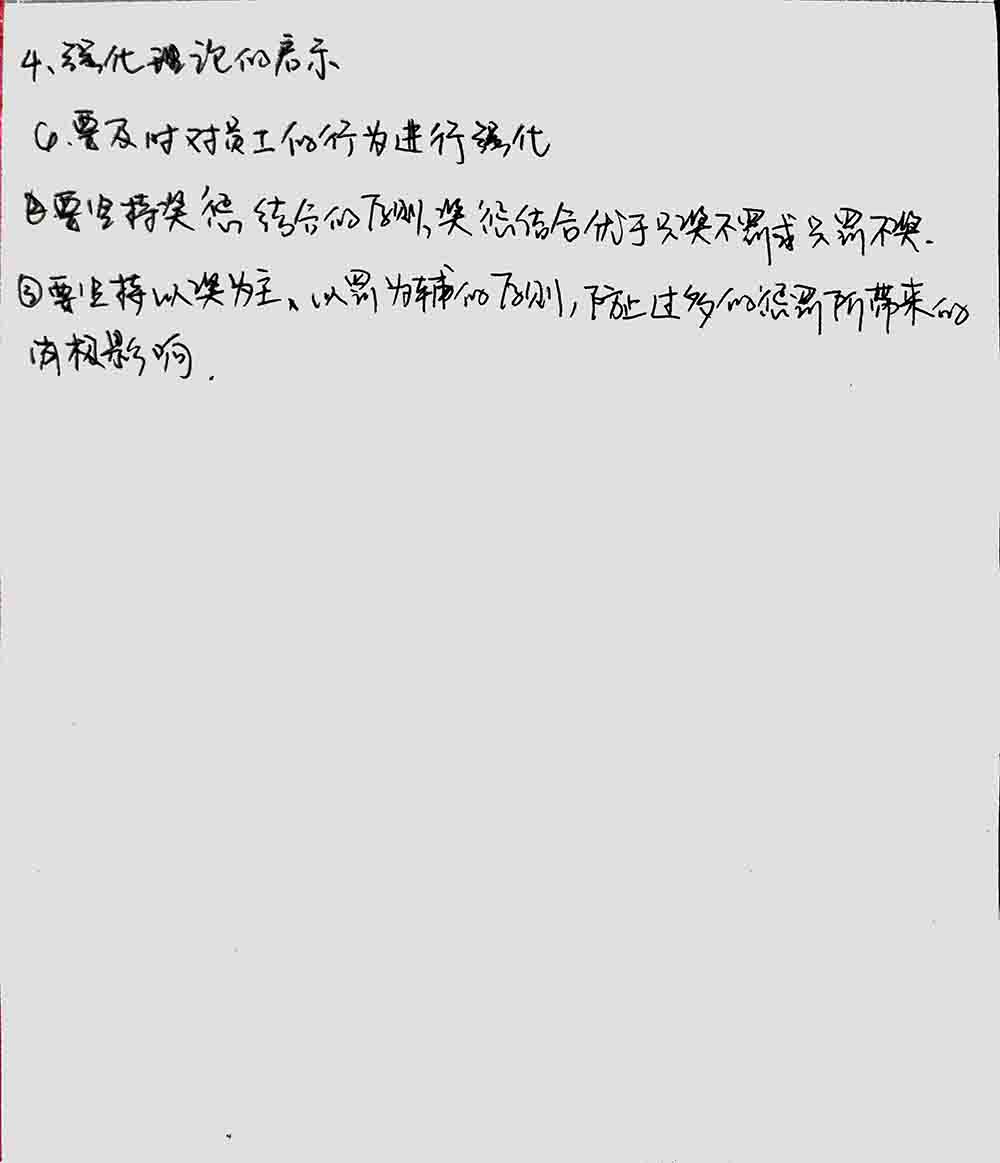 4、强化理论的启示
①.要及时对员工的行为进行强化
②要坚持奖惩结合的原则,奖惩结合优于只奖不罚或只罚不奖.
③要坚持以奖为主、以罚为辅的原则,防止过多的惩罚所带来的
消极影响.